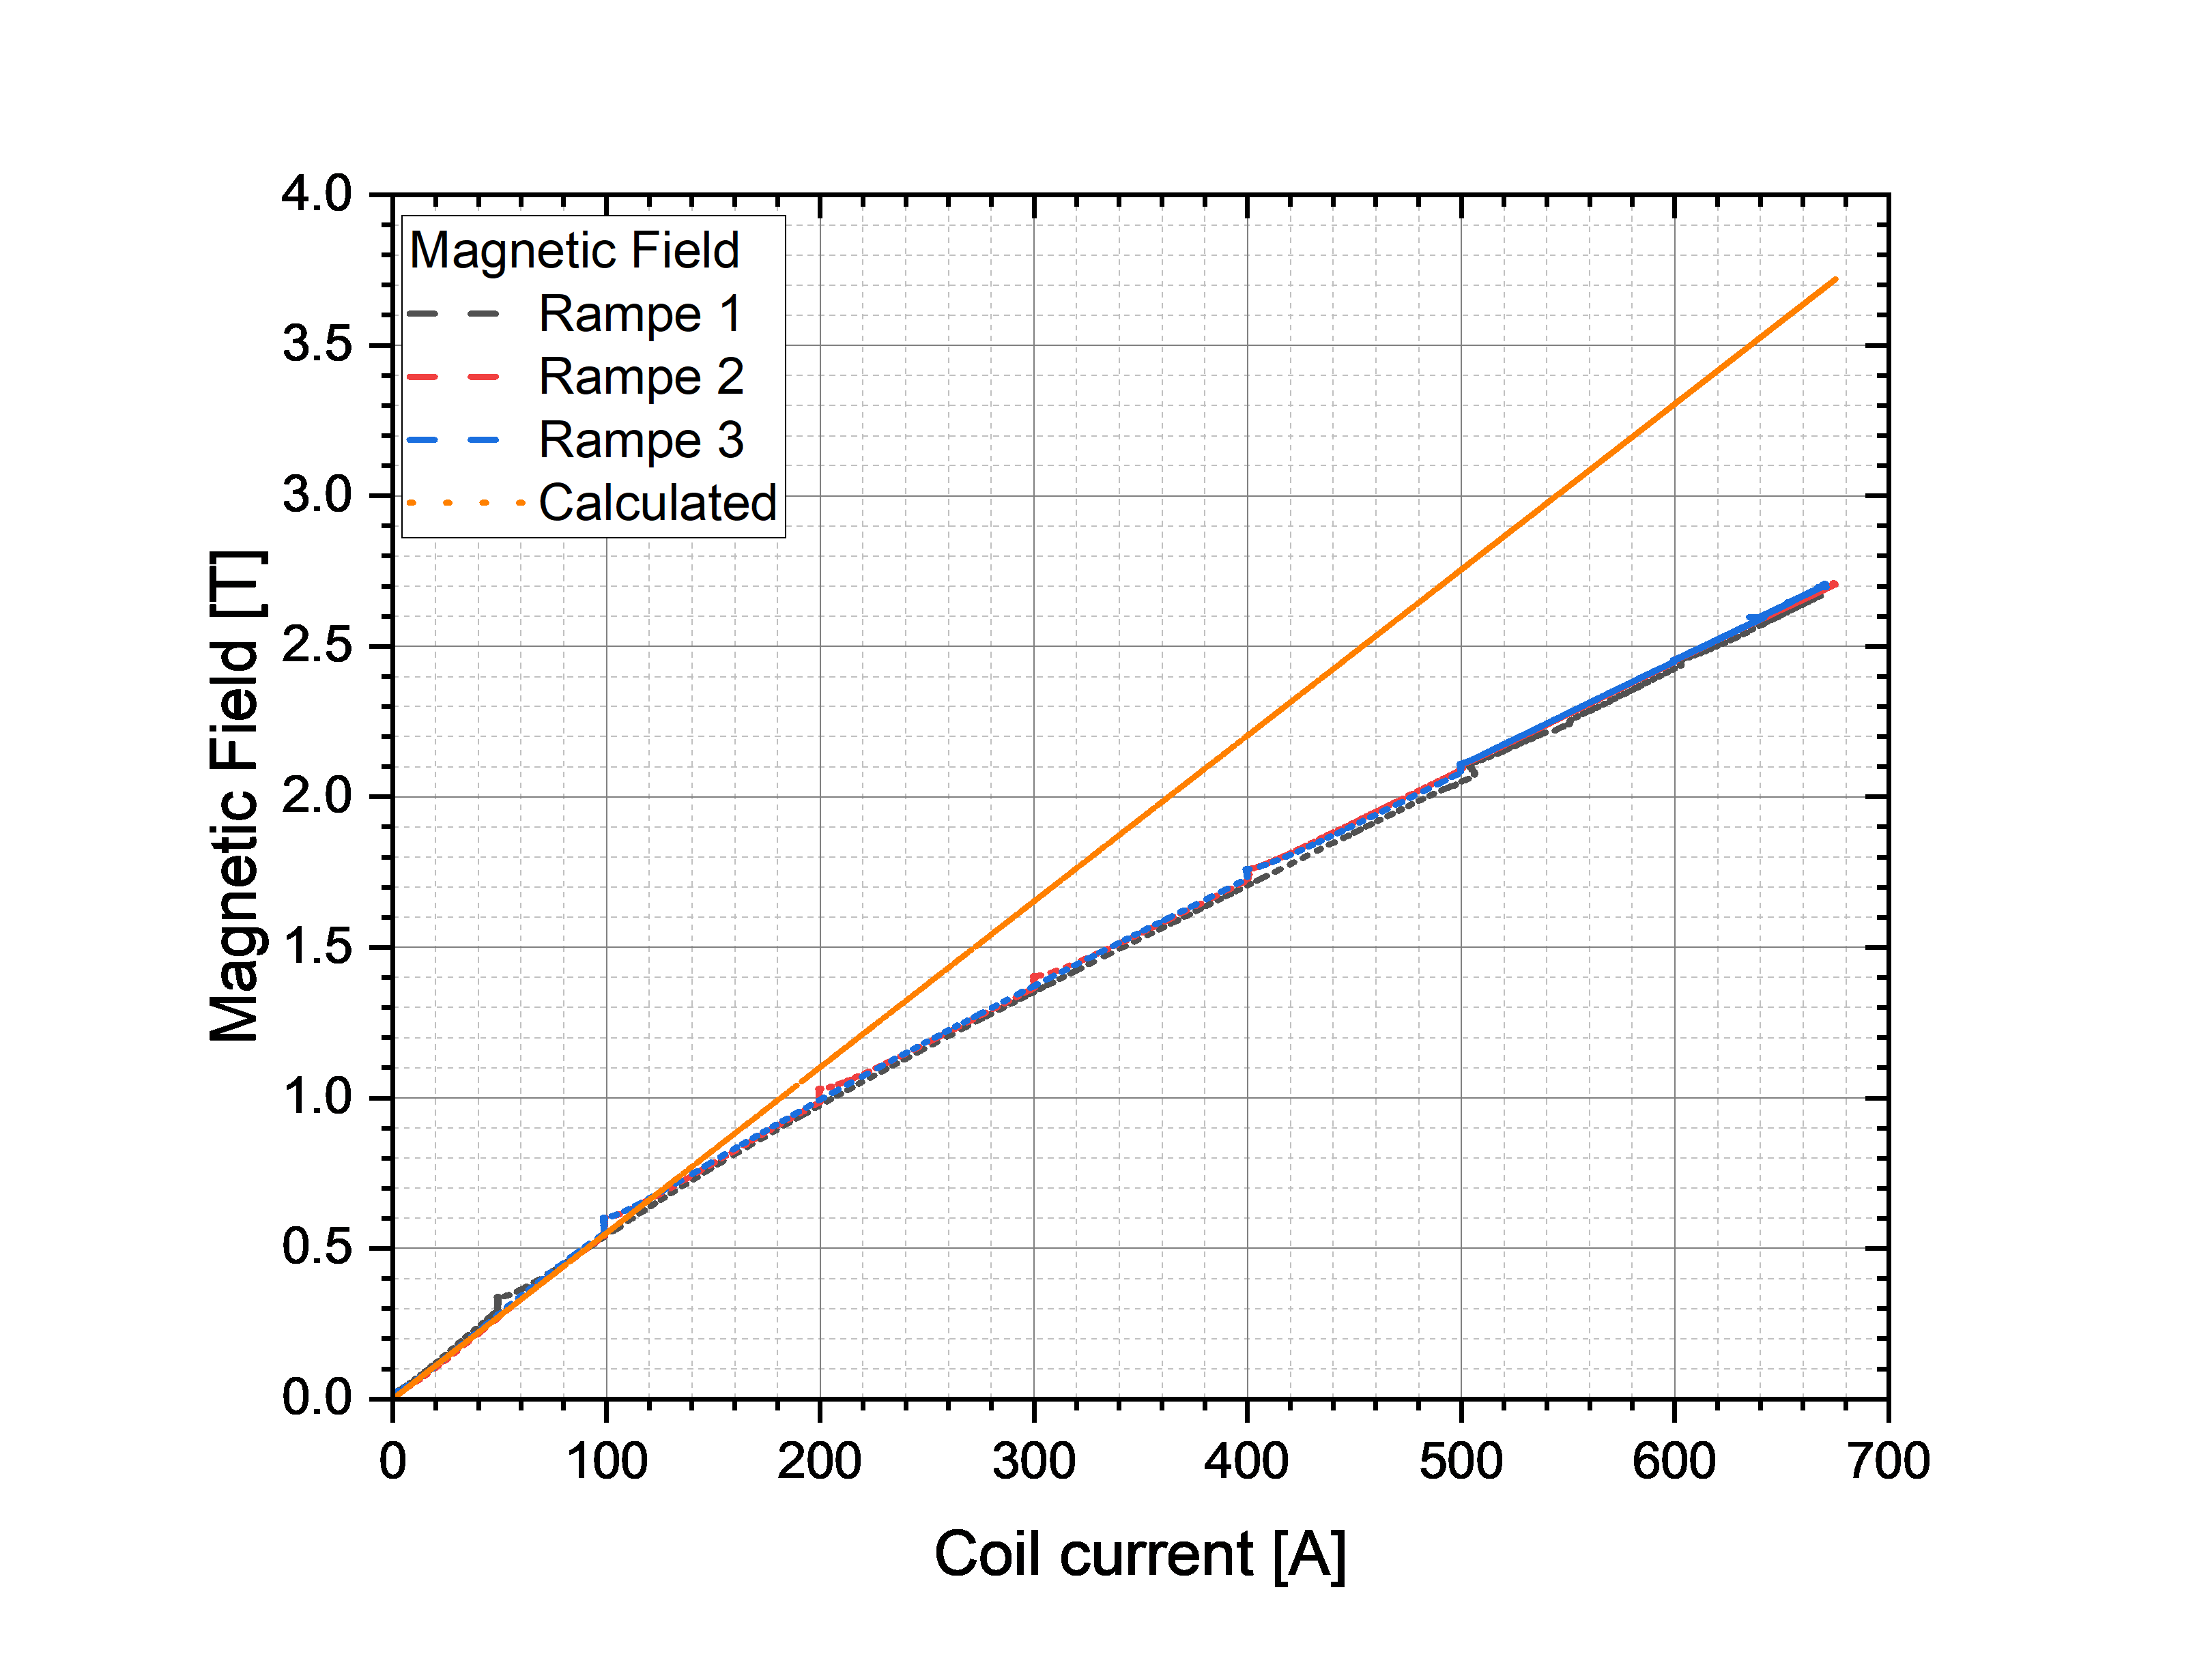 4.0
3.5
3.0
2.5
2.0
1.5
1.0
0.5
0.0
Magnetic Field [T]
Magnetic Field
Rampe 1
Rampe 2
Rampe 3
Calculated
0 100 200 300 400 500 600 700
Coil current [A]